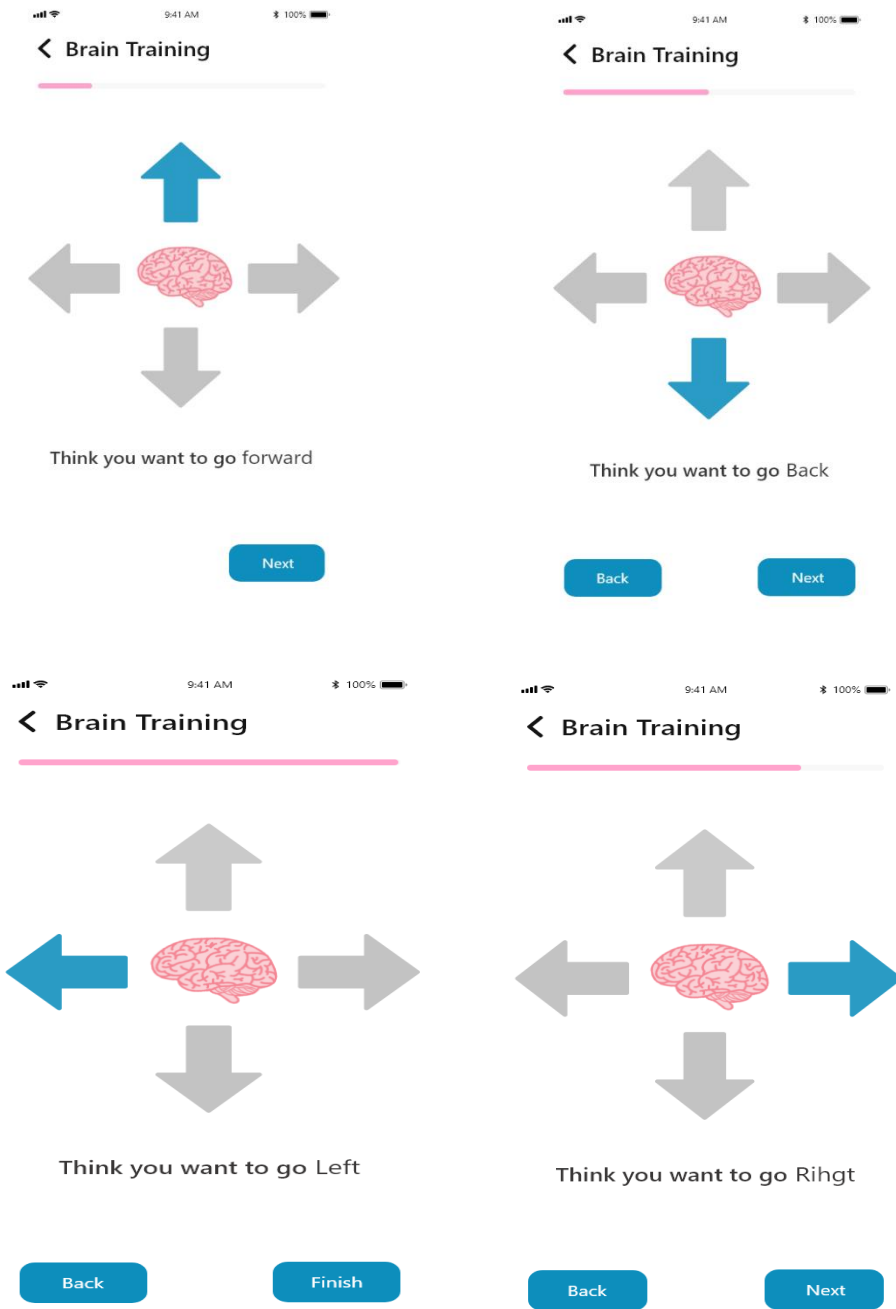 9:41 AM 100%
Brain Training
Think you want to go forward
Next
9:41 AM 100%
Brain Training
Think you want to go Back
Back Next
9:41 AM 100%
Brain Training
Think you want to go Left
Back Finish
9:41 AM 100%
Brain Training
Think you want to go Rihgt
Back Next